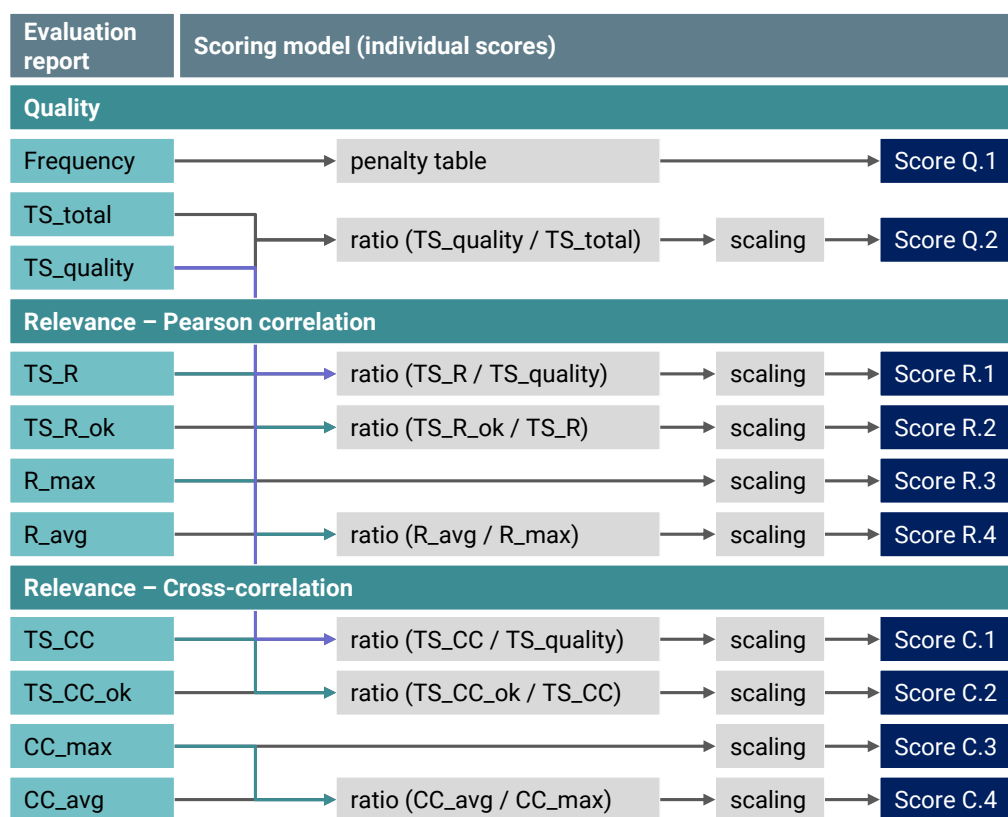 Evaluation report
Scoring model (individual scores)
Quality
Frequency
penalty table
Score Q.1
TS_total
TS_quality
ratio (TS_quality / TS_total)
scaling
Score Q.2
Relevance – Pearson correlation
TS_R
ratio (TS_R / TS_quality)
scaling
Score R.1
TS_R_ok
ratio (TS_R_ok / TS_R)
scaling
Score R.2
R_max
scaling
Score R.3
R_avg
ratio (R_avg / R_max)
scaling
Score R.4
Relevance – Cross-correlation
TS_CC
ratio (TS_CC / TS_quality)
scaling
Score C.1
TS_CC_ok
ratio (TS_CC_ok / TS_CC)
scaling
Score C.2
CC_max
scaling
Score C.3
CC_avg
ratio (CC_avg / CC_max)
scaling
Score C.4